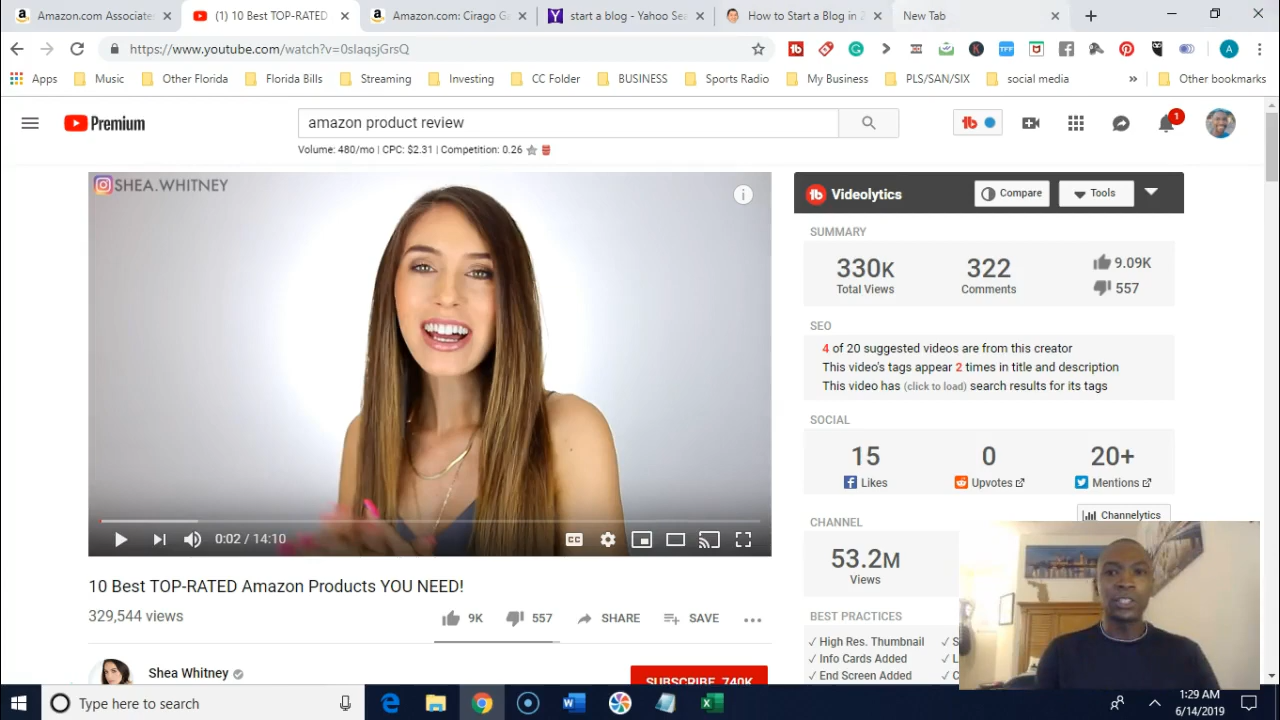 Amazon.com Associates
(1) 10 Best TOP-RATED
Amazon.com: Cirago G
start a blog - Yahoo Sea
How to Start a Blog in 2
New Tab
https://www.youtube.com/watch?v=0slaqsjGrsQ
Apps Music Other Florida Florida Bills Streaming Investing CC Folder BUSINESS Sports Radio My Business PLS/SAN/SIX social media » Other bookmarks
Premium
amazon product review
1
Volume: 480/mo | CPC: $2.31 | Competition: 0.26
SHEA.WHITNEY
Videolytics Compare Tools
SUMMARY
330K 322 9.09K
Total Views Comments 557
SEO
4 of 20 suggested videos are from this creator
This video's tags appear 2 times in title and description
This video has (click to load) search results for its tags
SOCIAL
15 0 20+
Likes Upvotes Mentions
Channelytics
CHANNEL
53.2M
Views
0:02 / 14:10
CC
10 Best TOP-RATED Amazon Products YOU NEED!
329,544 views
9K 557 SHARE SAVE
BEST PRACTICES
High Res. Thumbnail
Info Cards Added
End Screen Added
Shea Whitney
SUBSCRIBE 740K
Type here to search
1:29 AM
6/14/2019